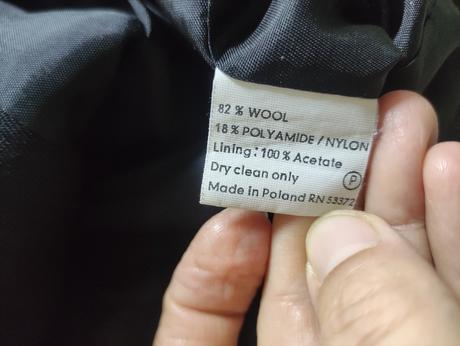 82 % WOOL
18 % POLYAMIDE / NYLON
Lining : 100 % Acetate
Dry clean only
P
Made in Poland RN 53372